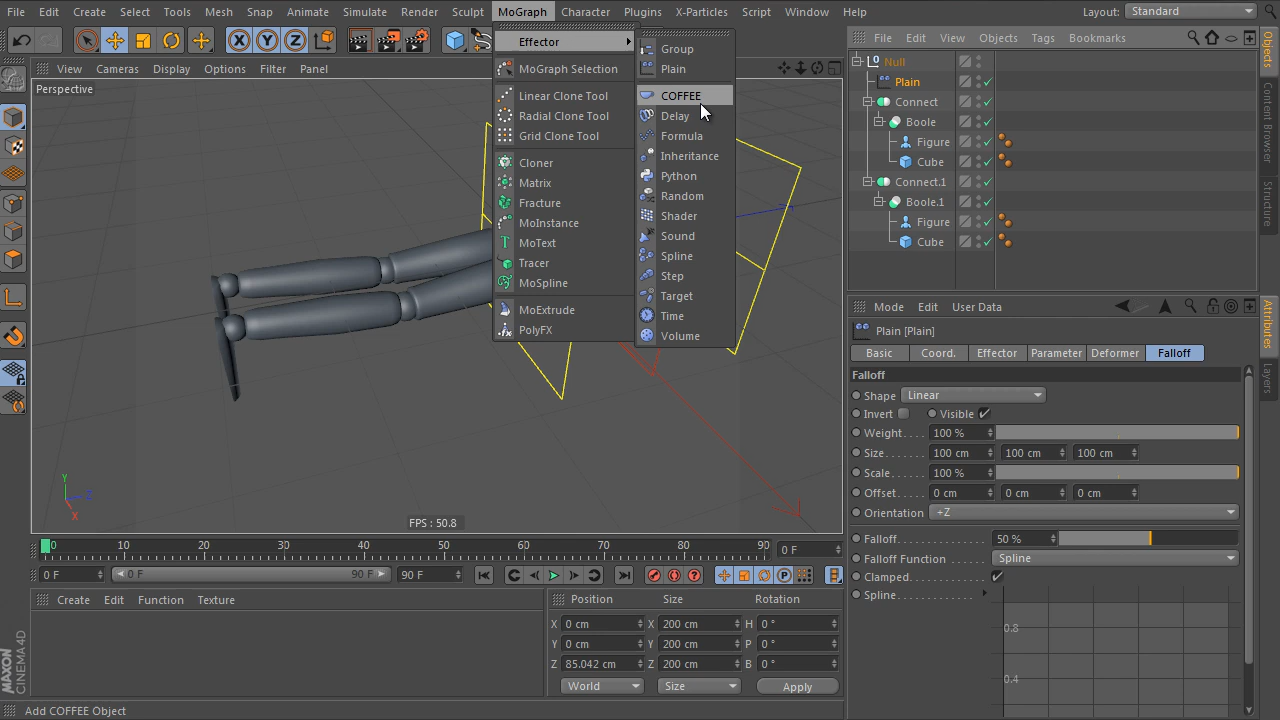 File Edit Create Select Tools Mesh Snap Animate Simulate Render Sculpt MoGraph Character Plugins X-Particles Script Window Help Layout: Standard
View Cameras Display Options Filter Panel
Perspective
Effector
MoGraph Selection
Linear Clone Tool
Radial Clone Tool
Grid Clone Tool
Cloner
Matrix
Fracture
MoInstance
MoText
Tracer
MoSpline
MoExtrude
PolyFX
Group
Plain
COFFEE
Delay
Formula
Inheritance
Python
Random
Shader
Sound
Spline
Step
Target
Time
Volume
Y
Z
X
FPS : 50.8
File Edit View Objects Tags Bookmarks
Null
Plain
Connect
Boole
Figure
Cube
Connect.1
Boole.1
Figure
Cube
Objects
Content Browser
Structure
Mode Edit User Data
Plain [Plain]
Basic Coord. Effector Parameter Deformer Falloff
Falloff
Shape Linear
Invert Visible
Weight.... 100 %
Size....... 100 cm 100 cm 100 cm
Scale...... 100 %
Offset..... 0 cm 0 cm 0 cm
Orientation +Z
Falloff.............. 50 %
Falloff Function Spline
Clamped.
Spline
0.8
0.4
Attributes
Layers
0 10 20 30 40 50 60 70 80 90 0 F
0 F 0 F 90 F 90 F
Create Edit Function Texture
Position Size Rotation
X 0 cm X 200 cm H 0 °
Y 0 cm Y 200 cm P 0 °
Z 85.042 cm Z 200 cm B 0 °
World Size Apply
MAXON CINEMA 4D
Add COFFEE Object